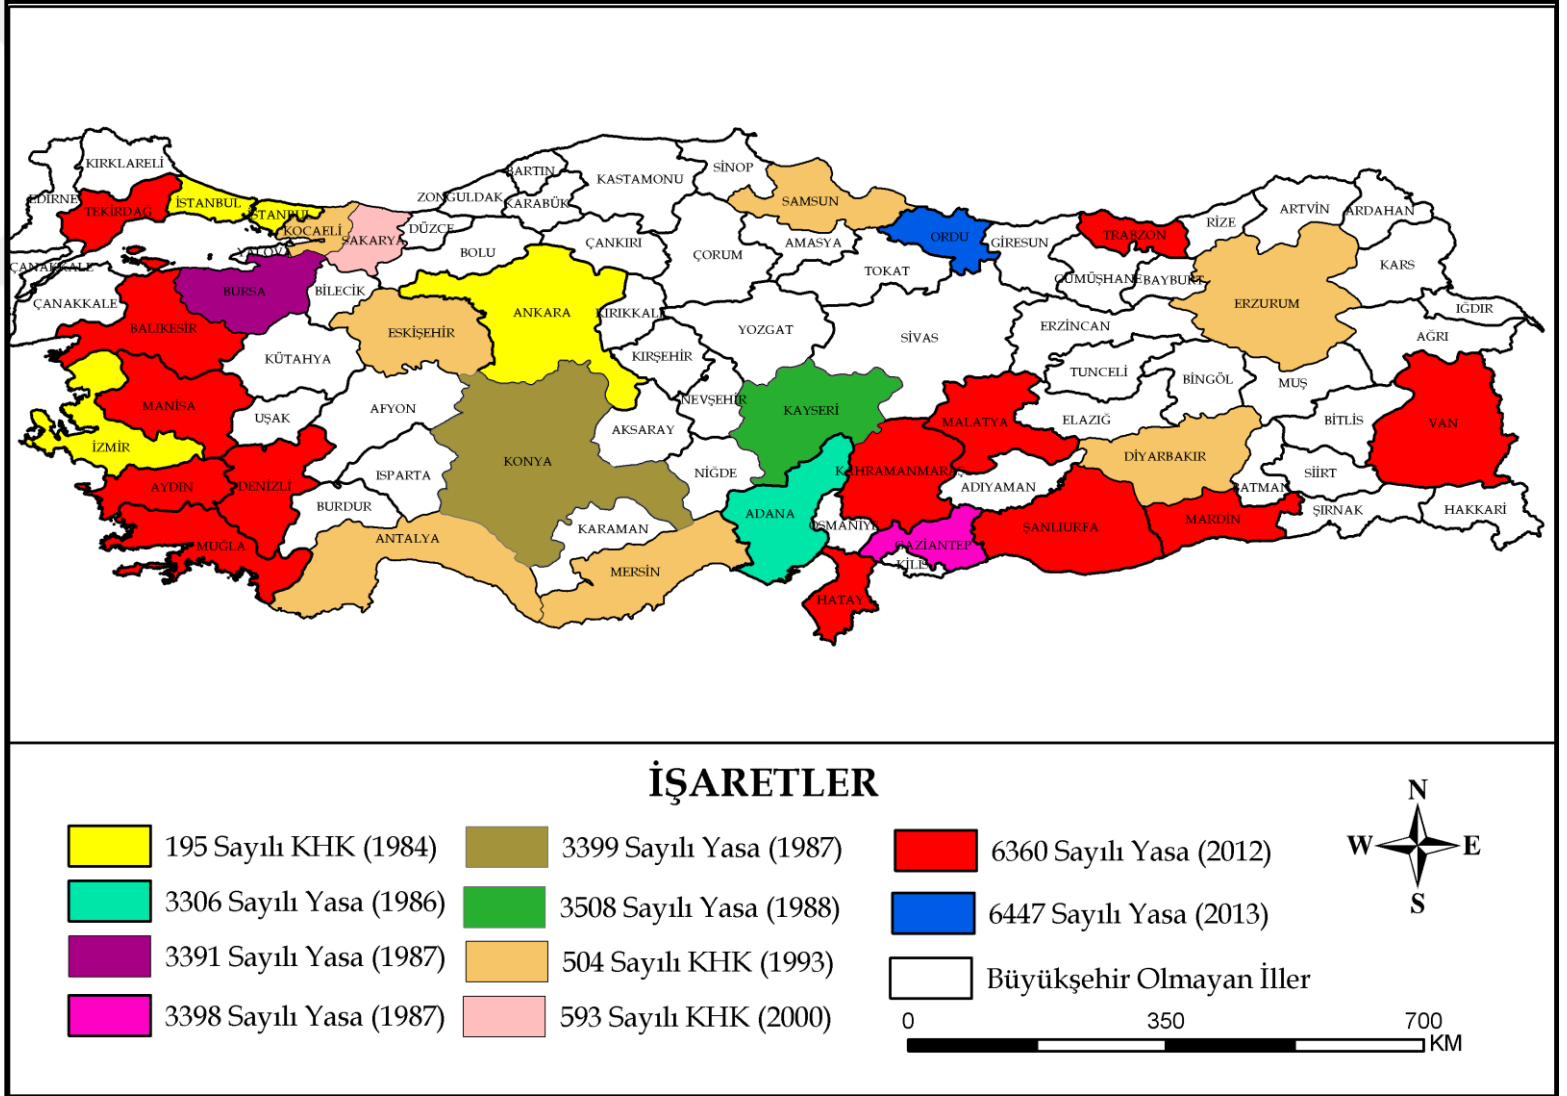 KIRKLARELİ
EDİRNE
TEKİRDAĞ
İSTANBUL
İSTANBUL
KOCAELİ
SAKARYA
YALOVA
DÜZCE
ZONGULDAK
BARTIN
KARABÜK
KASTAMONU
SİNOP
SAMSUN
ORDU
GİRESUN
TRABZON
RİZE
ARTVİN
ARDAHAN
KARS
IĞDIR
AĞRI
ERZURUM
BAYBURT
GÜMÜŞHANE
ERZİNCAN
TOKAT
AMASYA
ÇORUM
ÇANKIRI
BOLU
BİLECİK
BURSA
ÇANAKKALE
ÇANAKKALE
BALIKESİR
KÜTAHYA
ESKİŞEHİR
ANKARA
KIRIKKALE
KIRŞEHİR
YOZGAT
SİVAS
TUNCELİ
BİNGÖL
MUŞ
BİTLİS
VAN
HAKKARİ
ŞIRNAK
SİİRT
BATMAN
DİYARBAKIR
ELAZIĞ
MALATYA
ADIYAMAN
KAHRAMANMARAŞ
KAYSERİ
NEVŞEHİR
AKSARAY
NİĞDE
KONYA
AFYON
UŞAK
MANİSA
İZMİR
AYDIN
DENİZLİ
MUĞLA
BURDUR
ISPARTA
ANTALYA
KARAMAN
MERSİN
ADANA
OSMANİYE
HATAY
GAZİANTEP
KİLİS
ŞANLIURFA
MARDİN
İŞARETLER
195 Sayılı KHK (1984)
3306 Sayılı Yasa (1986)
3391 Sayılı Yasa (1987)
3398 Sayılı Yasa (1987)
3399 Sayılı Yasa (1987)
3508 Sayılı Yasa (1988)
504 Sayılı KHK (1993)
593 Sayılı KHK (2000)
6360 Sayılı Yasa (2012)
6447 Sayılı Yasa (2013)
Büyükşehir Olmayan İller
N
W E
S
0 350 700
KM